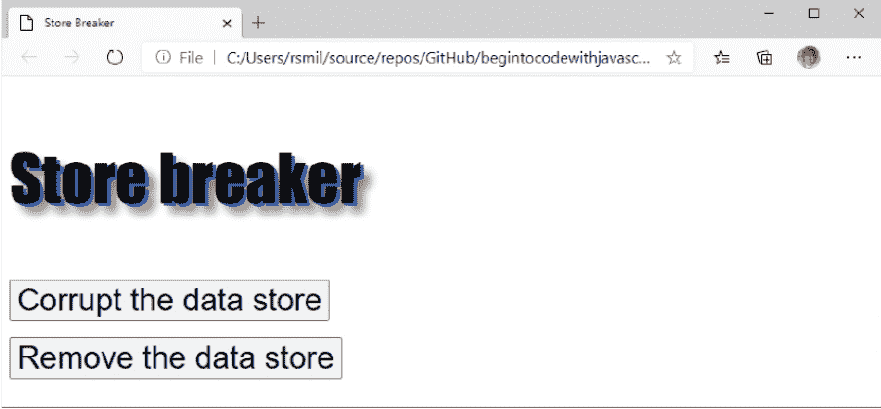 Store Breaker
File | C:/Users/rsmil/source/repos/GitHub/begintocodewithjavasc...
Store breaker
Corrupt the data store
Remove the data store